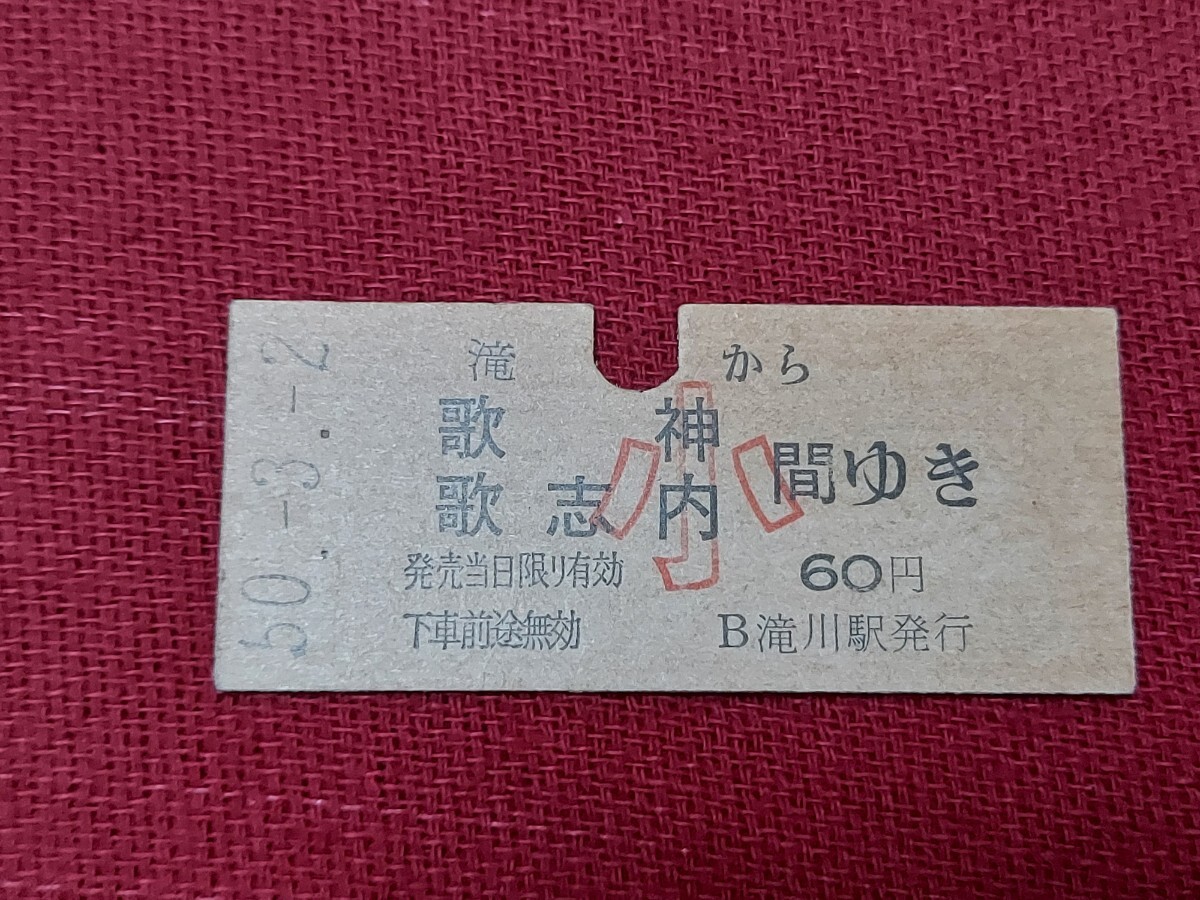 50.-3.-2
滝 から
歌神
歌志内 間ゆき
小
発売当日限リ有効 60円
下車前途無効 B滝川駅発行